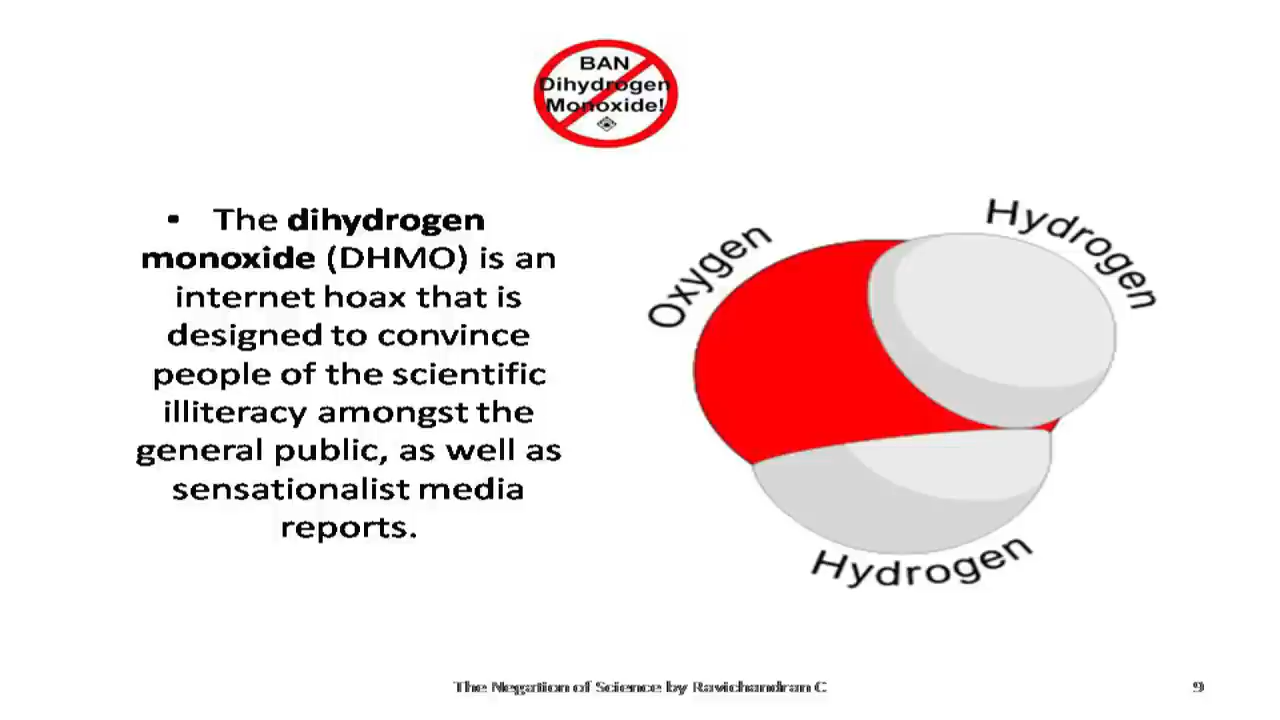 BAN
Dihydrogen
Monoxide!
• The dihydrogen
monoxide (DHMO) is an
internet hoax that is
designed to convince
people of the scientific
illiteracy amongst the
general public, as well as
sensationalist media
reports.
Oxygen
Hydrogen
Hydrogen
The Negation of Science by Ravichandran C
9